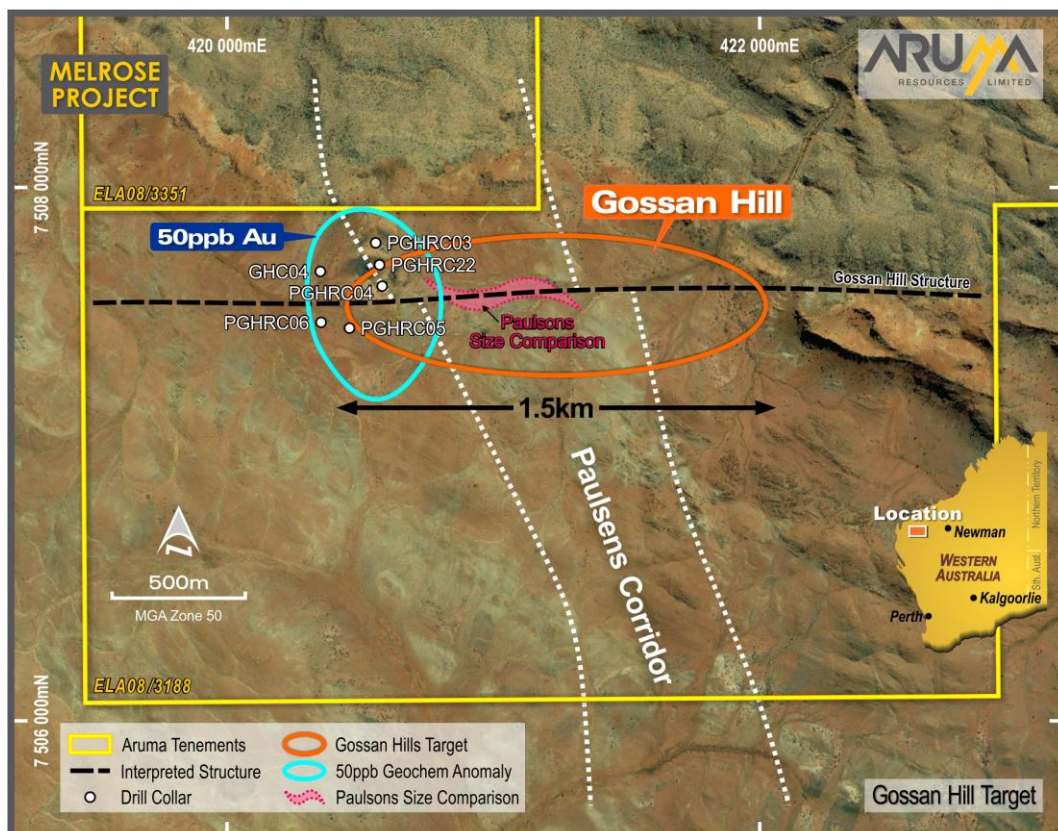 420 000mE
422 000mE
MELROSE
PROJECT
ARUMA
RESOURCES LIMITED
7 508 000mN
ELA08/3351
Gossan Hill
50ppb Au
PGHRC03
GHC04
PGHRC22
PGHRC04
Gossan Hill Structure
PGHRC06
PGHRC05
Paulsons
Size Comparison
1.5km
Paulsens Corridor
Location
Newman
WESTERN
AUSTRALIA
Kalgoorlie
Perth
Northern Territory
Sth. Aust.
N
500m
MGA Zone 50
ELA08/3188
7 506 000mN
Aruma Tenements
Gossan Hills Target
Interpreted Structure
50ppb Geochem Anomaly
Drill Collar
Paulsons Size Comparison
Gossan Hill Target